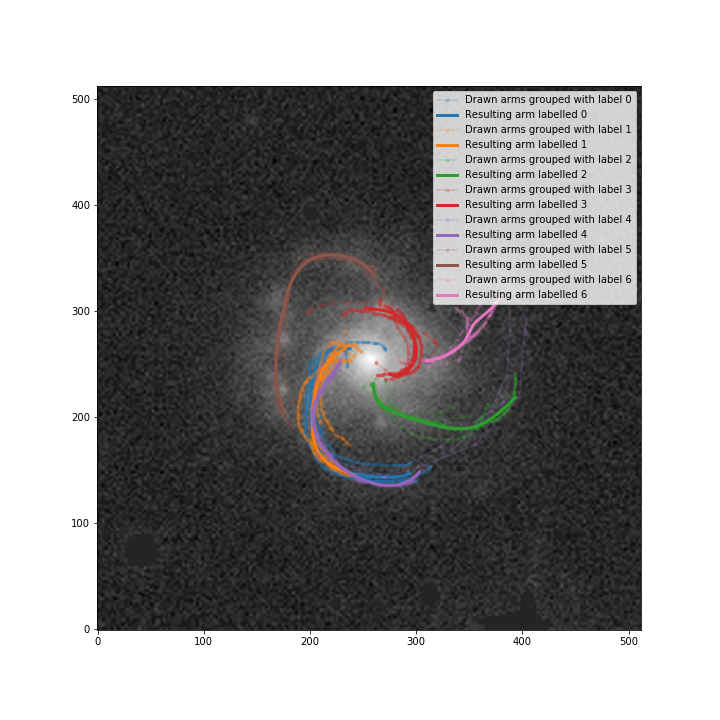 Drawn arms grouped with label 0
Resulting arm labelled 0
Drawn arms grouped with label 1
Resulting arm labelled 1
Drawn arms grouped with label 2
Resulting arm labelled 2
Drawn arms grouped with label 3
Resulting arm labelled 3
Drawn arms grouped with label 4
Resulting arm labelled 4
Drawn arms grouped with label 5
Resulting arm labelled 5
Drawn arms grouped with label 6
Resulting arm labelled 6
500
400
300
200
100
0
0 100 200 300 400 500